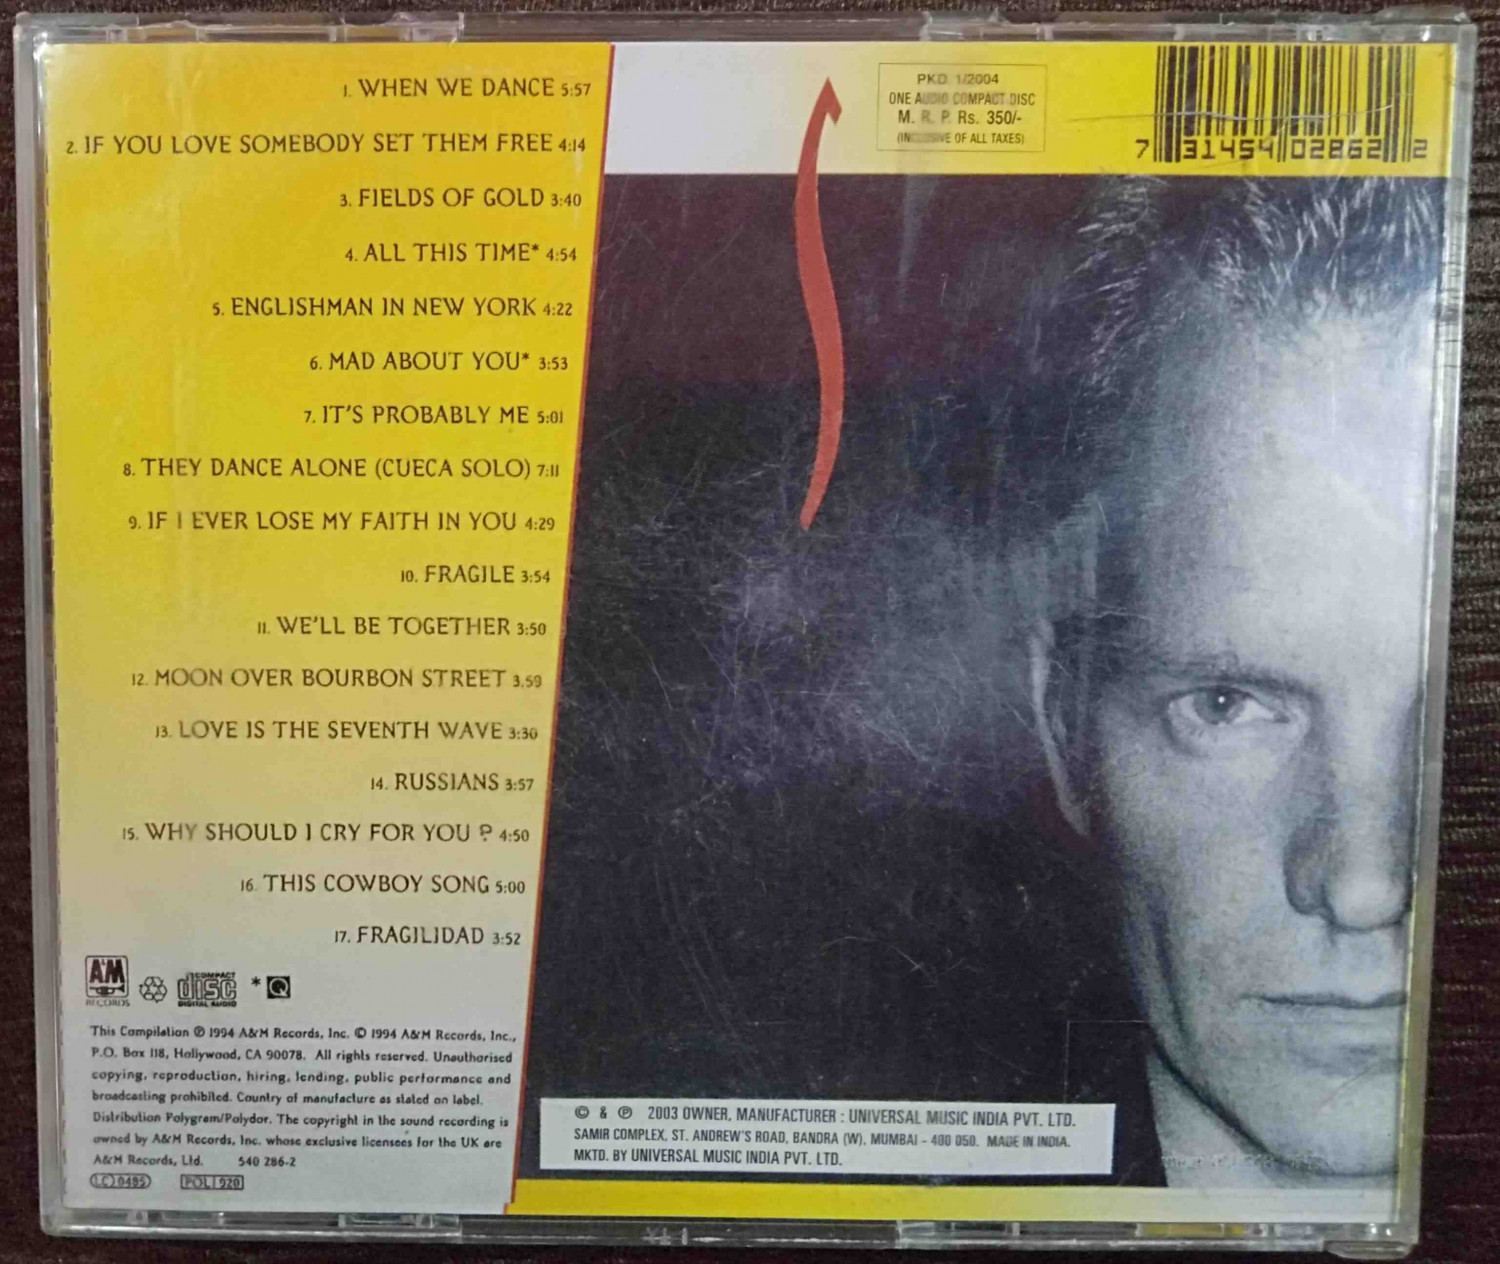 1. WHEN WE DANCE 5:57
2. IF YOU LOVE SOMEBODY SET THEM FREE 4:14
3. FIELDS OF GOLD 3:40
4. ALL THIS TIME* 4:54
5. ENGLISHMAN IN NEW YORK 4:22
6. MAD ABOUT YOU* 3:53
7. IT'S PROBABLY ME 5:01
8. THEY DANCE ALONE (CUECA SOLO) 7:11
9. IF I EVER LOSE MY FAITH IN YOU 4:29
10. FRAGILE 3:54
11. WE'LL BE TOGETHER 3:50
12. MOON OVER BOURBON STREET 3.59
13. LOVE IS THE SEVENTH WAVE 3:30
14. RUSSIANS 3:57
15. WHY SHOULD I CRY FOR YOU ? 4:50
16. THIS COWBOY SONG 5:00
17. FRAGILIDAD 3:52
A&M
RECORDS
COMPACT
disc
DIGITAL AUDIO
* Q
This Compilation ℗ 1994 A&M Records, Inc. © 1994 A&M Records, Inc.,
P.O. Box 118, Hollywood, CA 90078. All rights reserved. Unauthorised
copying, reproduction, hiring, lending, public performance and
broadcasting prohibited. Country of manufacture as stated on label.
Distribution Polygram/Polydor. The copyright in the sound recording is
owned by A&M Records, Inc. whose exclusive licensees for the UK are
A&M Records, Ltd. 540 286-2
LC 0485 POL 920
PKD 1/2004
ONE AUDIO COMPACT DISC
M. R. P. Rs. 350/-
(INCLUSIVE OF ALL TAXES)
7 31454 02862 2
© & ℗ 2003 OWNER, MANUFACTURER : UNIVERSAL MUSIC INDIA PVT. LTD.
SAMIR COMPLEX, ST. ANDREW'S ROAD, BANDRA (W), MUMBAI - 400 050. MADE IN INDIA.
MKTD. BY UNIVERSAL MUSIC INDIA PVT. LTD.